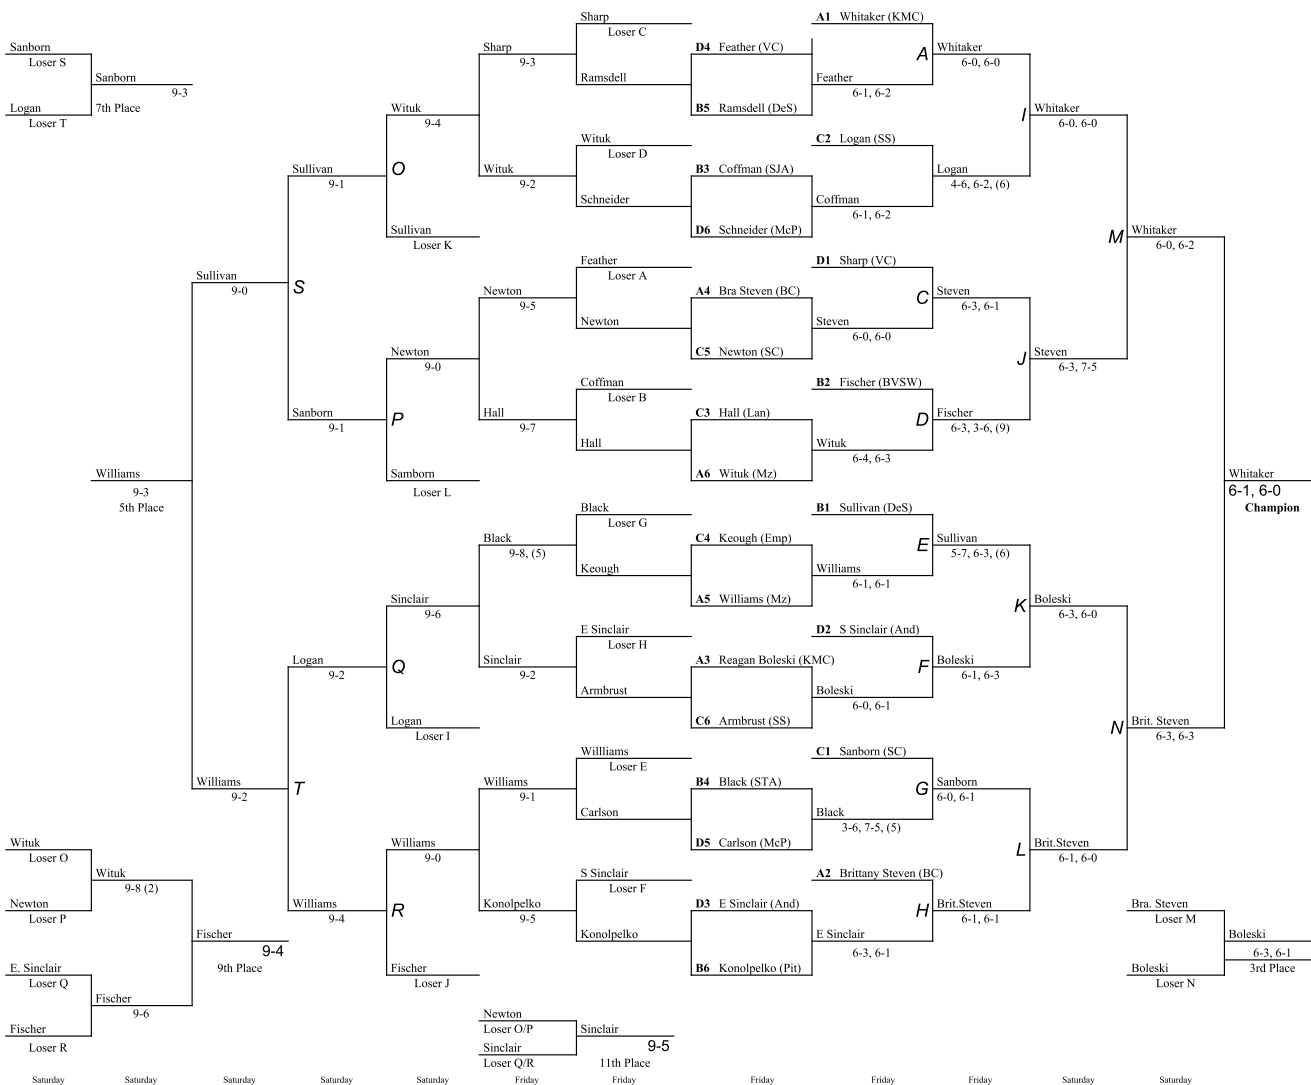 Sharp
Loser C
A1 Whitaker (KMC)
Sanborn
Loser S
Sharp
9-3
D4 Feather (VC)
A
Whitaker
6-0, 6-0
Sanborn
9-3
7th Place
Ramsdell
Feather
6-1, 6-2
Logan
Loser T
Wituk
9-4
B5 Ramsdell (DeS)
I
Whitaker
6-0. 6-0
Wituk
Loser D
C2 Logan (SS)
Sullivan
9-1
O
Wituk
9-2
B3 Coffman (SJA)
Logan
4-6, 6-2, (6)
Schneider
Coffman
6-1, 6-2
Sullivan
Loser K
D6 Schneider (McP)
M
Whitaker
6-0, 6-2
Feather
Loser A
D1 Sharp (VC)
Sullivan
9-0
S
Newton
9-5
A4 Bra Steven (BC)
C
Steven
6-3, 6-1
Newton
Steven
6-0, 6-0
Newton
9-0
C5 Newton (SC)
J
Steven
6-3, 7-5
Coffman
Loser B
B2 Fischer (BVSW)
Sanborn
9-1
P
Hall
9-7
C3 Hall (Lan)
D
Fischer
6-3, 3-6, (9)
Hall
Wituk
6-4, 6-3
Williams
9-3
5th Place
Samborn
Loser L
A6 Wituk (Mz)
Whitaker
6-1, 6-0
Champion
Black
Loser G
B1 Sullivan (DeS)
Black
9-8, (5)
C4 Keough (Emp)
E
Sullivan
5-7, 6-3, (6)
Keough
Williams
6-1, 6-1
Sinclair
9-6
A5 Williams (Mz)
K
Boleski
6-3, 6-0
E Sinclair
Loser H
D2 S Sinclair (And)
Logan
9-2
Q
Sinclair
9-2
A3 Reagan Boleski (KMC)
F
Boleski
6-1, 6-3
Armbrust
Boleski
6-0, 6-1
Logan
Loser I
C6 Armbrust (SS)
N
Brit. Steven
6-3, 6-3
Willliams
Loser E
C1 Sanborn (SC)
Williams
9-2
T
Williams
9-1
B4 Black (STA)
G
Sanborn
6-0, 6-1
Carlson
Black
3-6, 7-5, (5)
Wituk
Loser O
Williams
9-0
D5 Carlson (McP)
L
Brit.Steven
6-1, 6-0
Wituk
9-8 (2)
S Sinclair
Loser F
A2 Brittany Steven (BC)
Newton
Loser P
Williams
9-4
R
Konolpelko
9-5
D3 E Sinclair (And)
H
Brit.Steven
6-1, 6-1
Bra. Steven
Loser M
Fischer
9-4
9th Place
Konolpelko
E Sinclair
6-3, 6-1
Boleski
6-3, 6-1
3rd Place
E. Sinclair
Loser Q
Fischer
Loser J
B6 Konolpelko (Pit)
Boleski
Loser N
Fischer
9-6
Newton
Loser O/P
Fischer
Loser R
Sinclair
9-5
11th Place
Sinclair
Loser Q/R
Saturday Saturday Saturday Saturday Saturday Friday Friday Friday Friday Friday Saturday Saturday